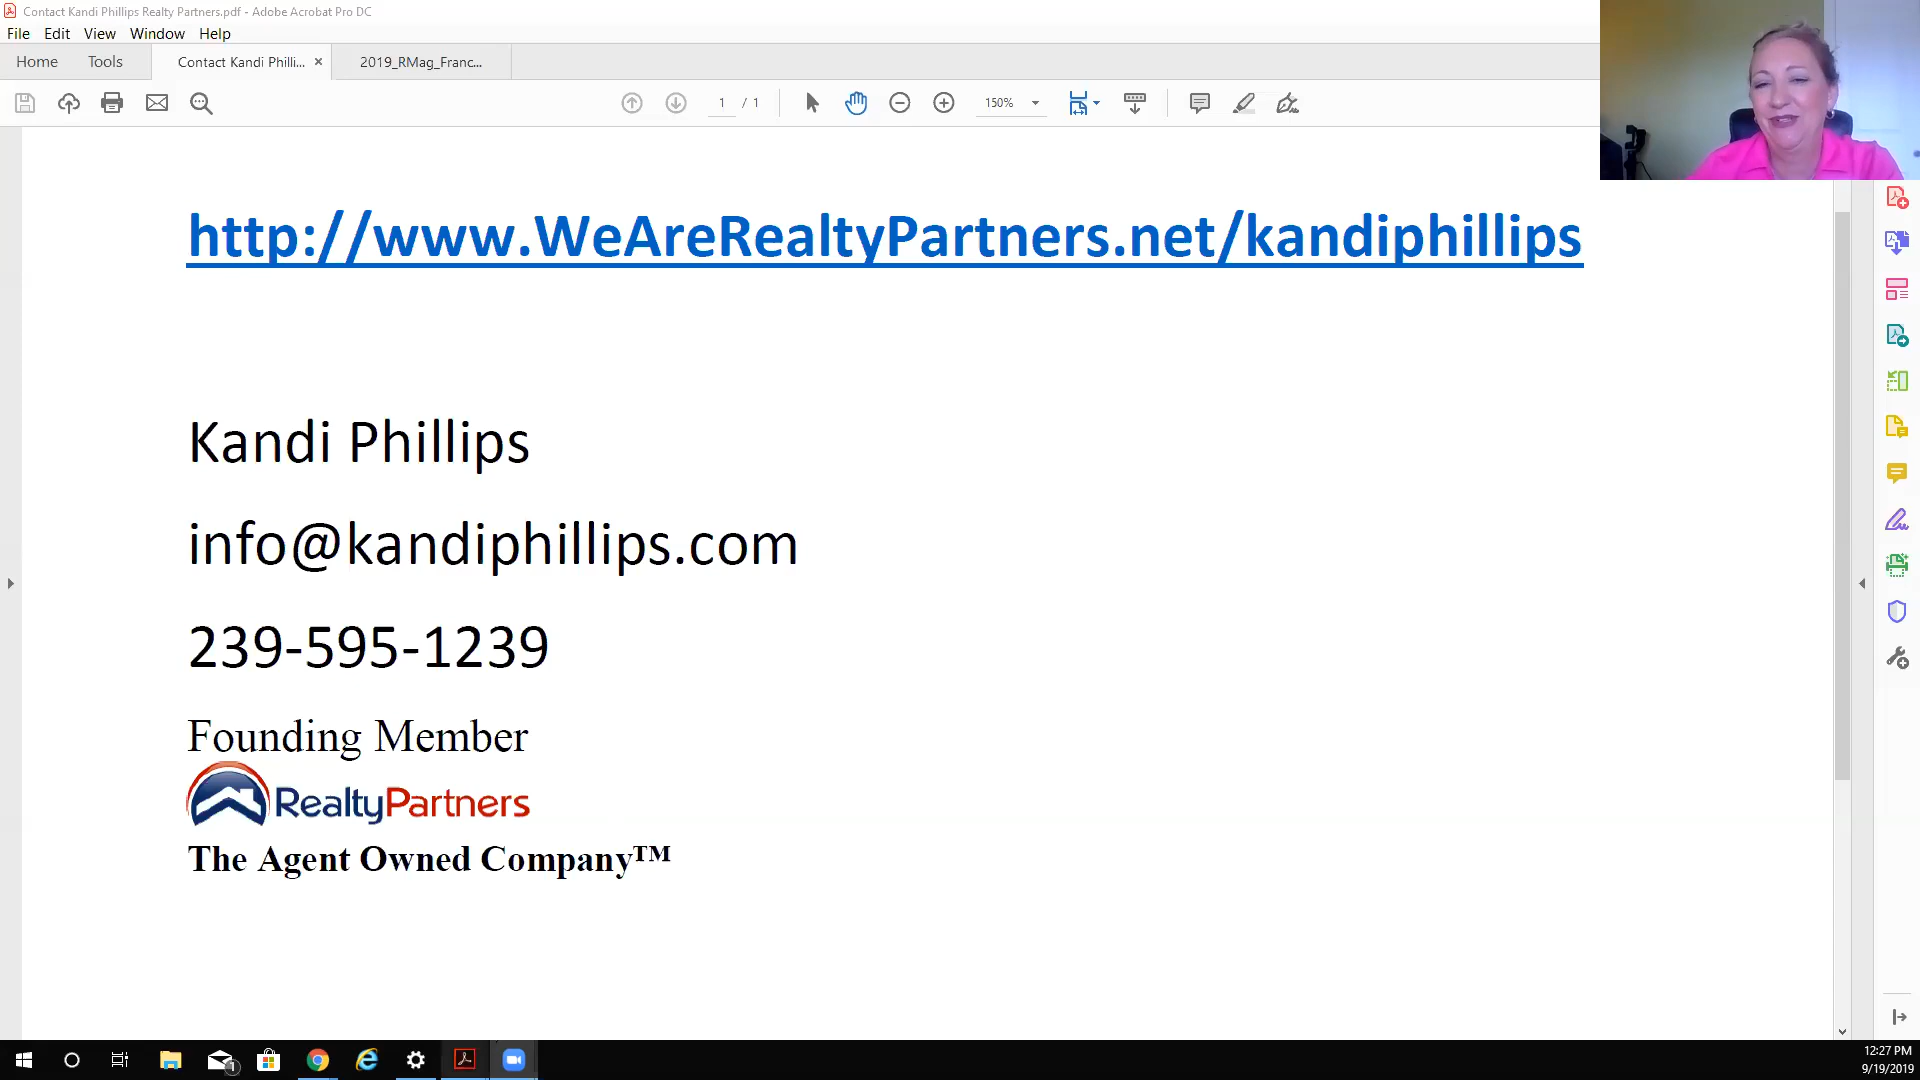 Contact Kandi Phillips Realty Partners.pdf - Adobe Acrobat Pro DC
File Edit View Window Help
Home Tools Contact Kandi Philli... × 2019_RMag_Franc...
1 / 1 150%
http://www.WeAreRealtyPartners.net/kandiphillips
Kandi Phillips
info@kandiphillips.com
239-595-1239
Founding Member
RealtyPartners
The Agent Owned Company™
12:27 PM
9/19/2019